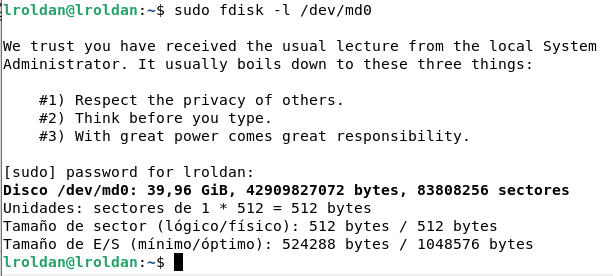 lroldan@lroldan:~$ sudo fdisk -l /dev/md0
We trust you have received the usual lecture from the local System
Administrator. It usually boils down to these three things:
#1) Respect the privacy of others.
#2) Think before you type.
#3) With great power comes great responsibility.
[sudo] password for lroldan:
Disco /dev/md0: 39,96 GiB, 42909827072 bytes, 83808256 sectores
Unidades: sectores de 1 * 512 = 512 bytes
Tamaño de sector (lógico/físico): 512 bytes / 512 bytes
Tamaño de E/S (mínimo/óptimo): 524288 bytes / 1048576 bytes
lroldan@lroldan:~$